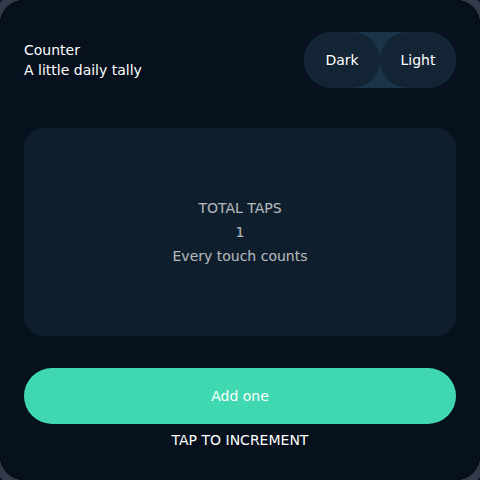 Counter
A little daily tally
Dark
Light
TOTAL TAPS
1
Every touch counts
Add one
TAP TO INCREMENT